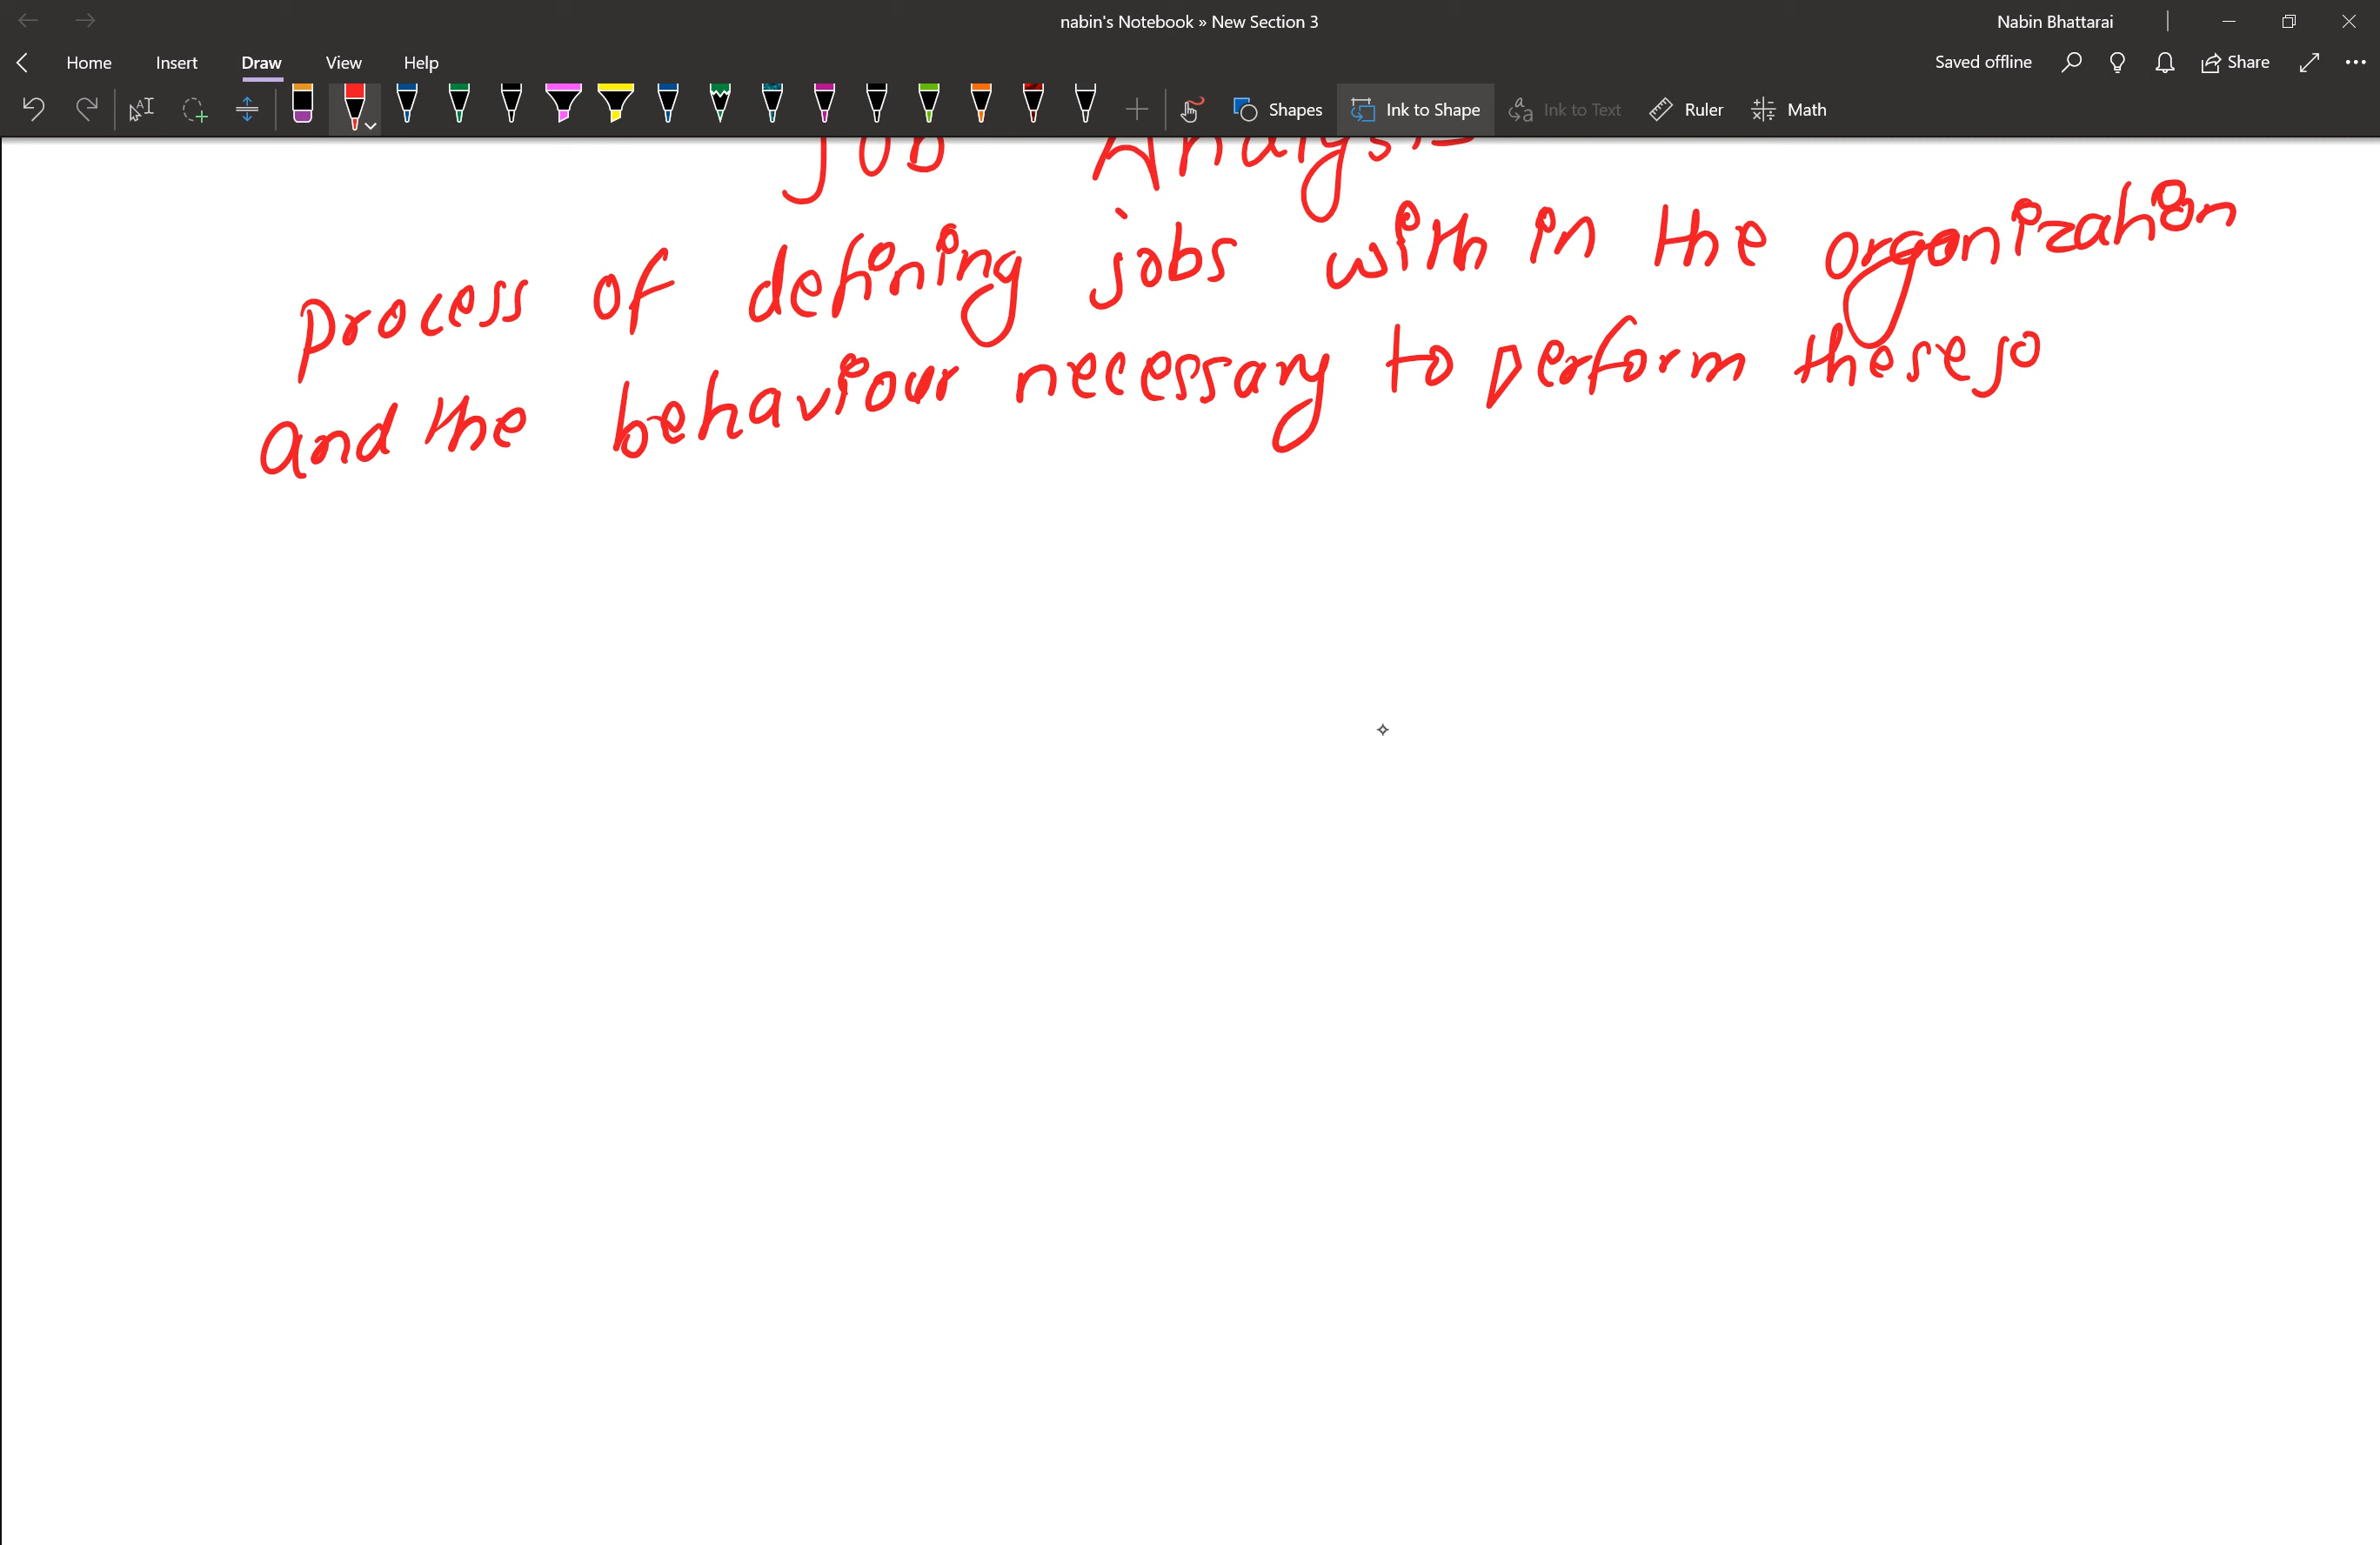 nabin's Notebook » New Section 3
Nabin Bhattarai
Home Insert Draw View Help
Saved offline
Share
Shapes
Ink to Shape
Ink to Text
Ruler
Math
Job Analysis
process of defining jobs with in the organization
and the behaviour necessary to perform these jo